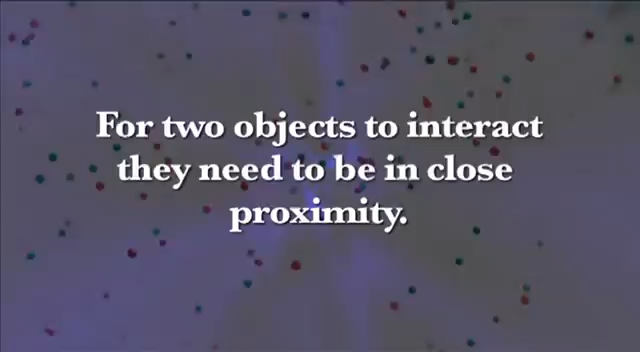 For two objects to interact
they need to be in close
proximity.